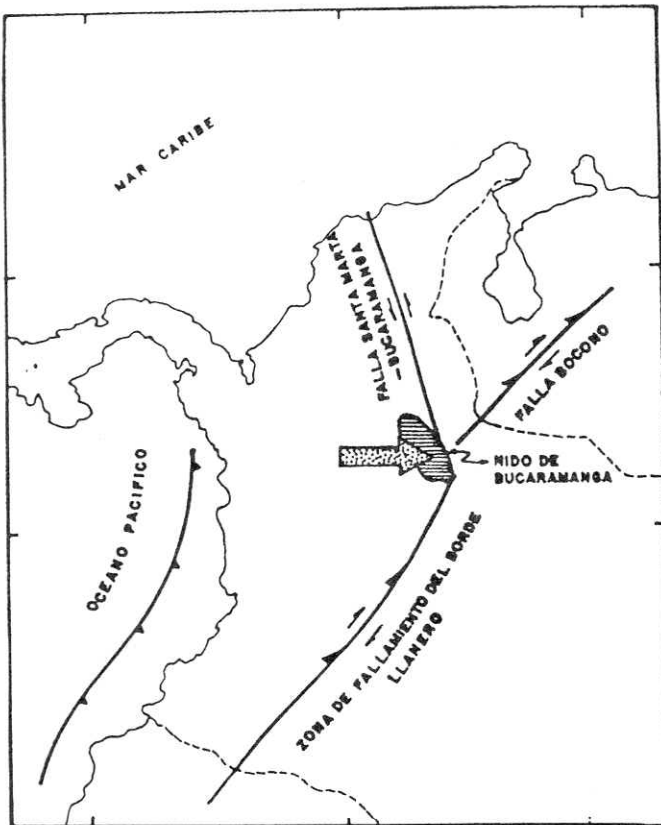 MAR CARIBE
FALLA SANTA MARTA
-BUCARAMANGA
FALLA BOCONO
NIDO DE
BUCARAMANGA
OCEANO PACIFICO
ZONA DE FALLAMIENTO DEL BORDE
LLANERO